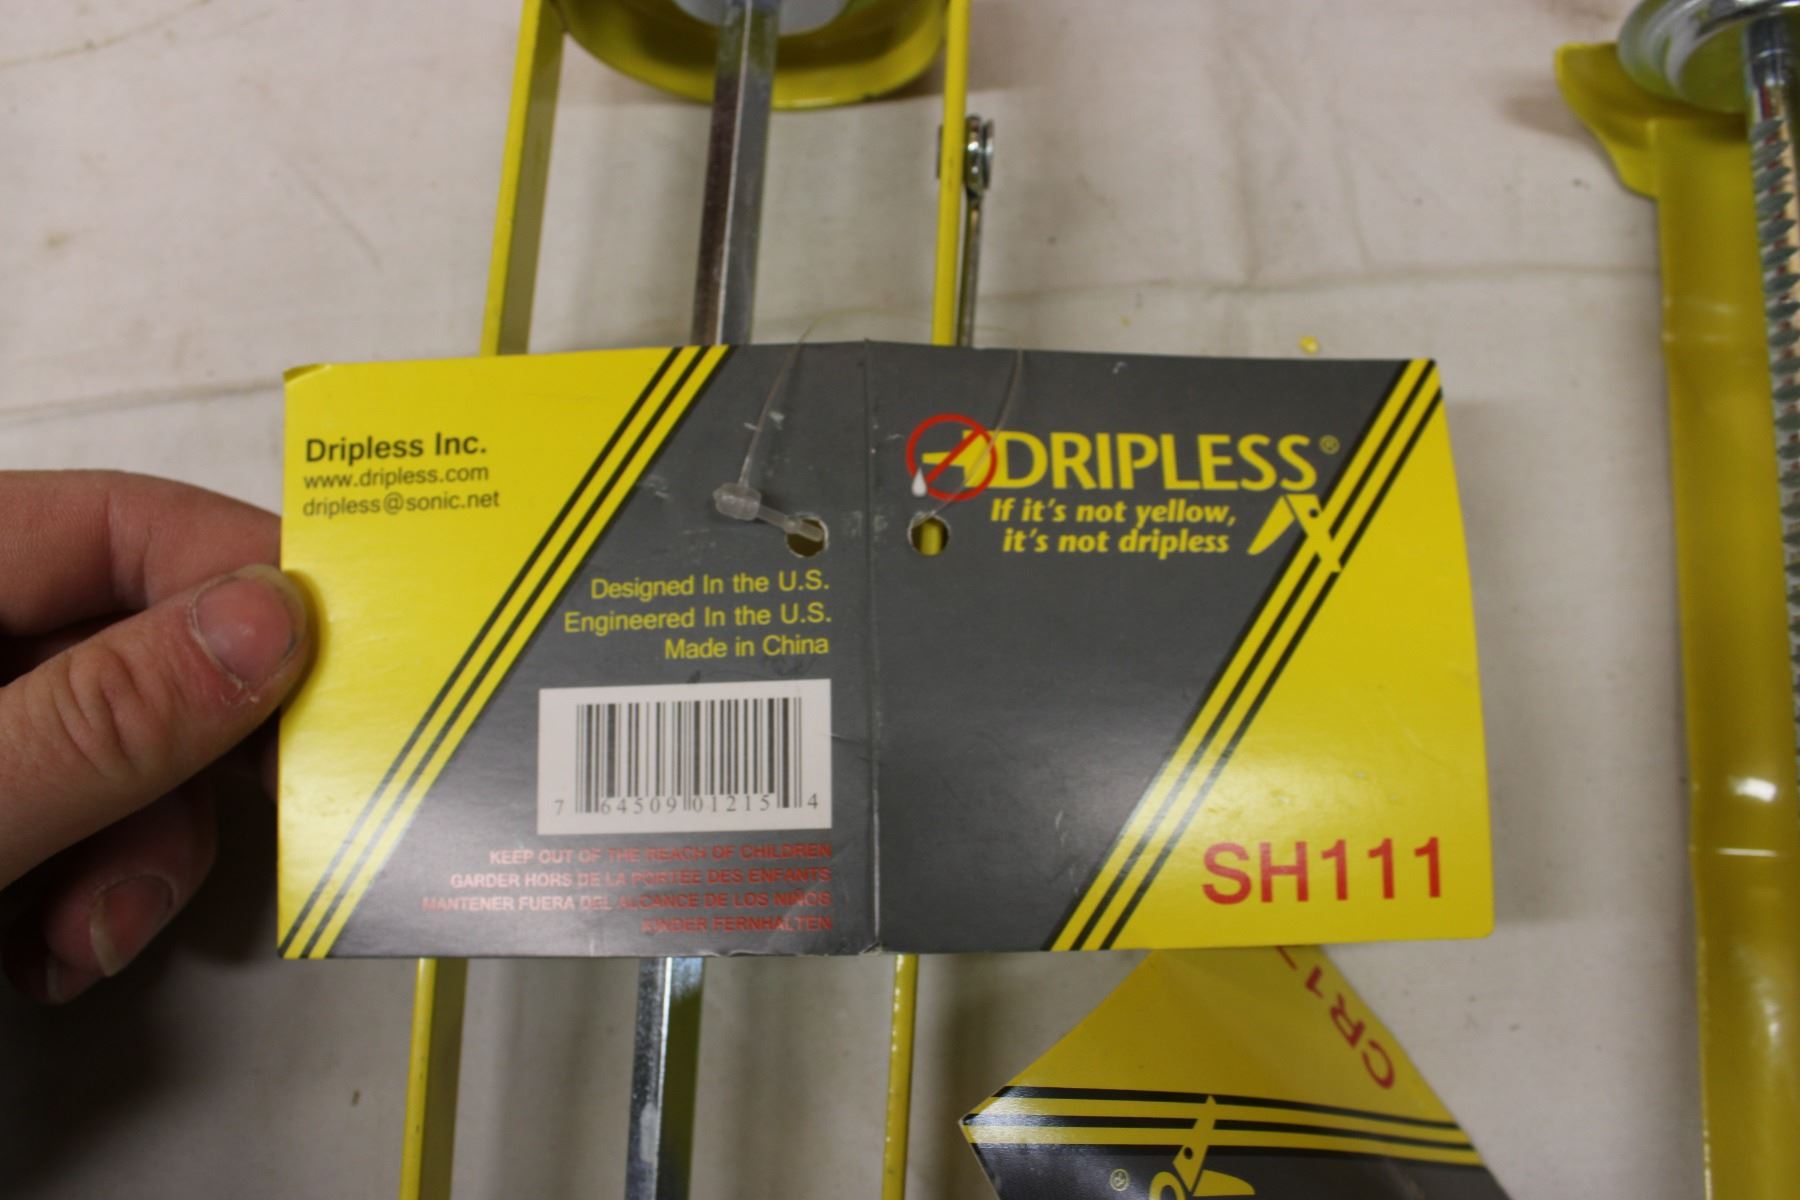 Dripless Inc.
www.dripless.com
dripless@sonic.net
Designed In the U.S.
Engineered In the U.S.
Made in China
7 64509 01215 4
KEEP OUT OF THE REACH OF CHILDREN
GARDER HORS DE LA PORTÉE DES ENFANTS
MANTENER FUERA DEL ALCANCE DE LOS NIÑOS
KINDER FERNHALTEN
DRIPLESS®
If it's not yellow,
it's not dripless
SH111